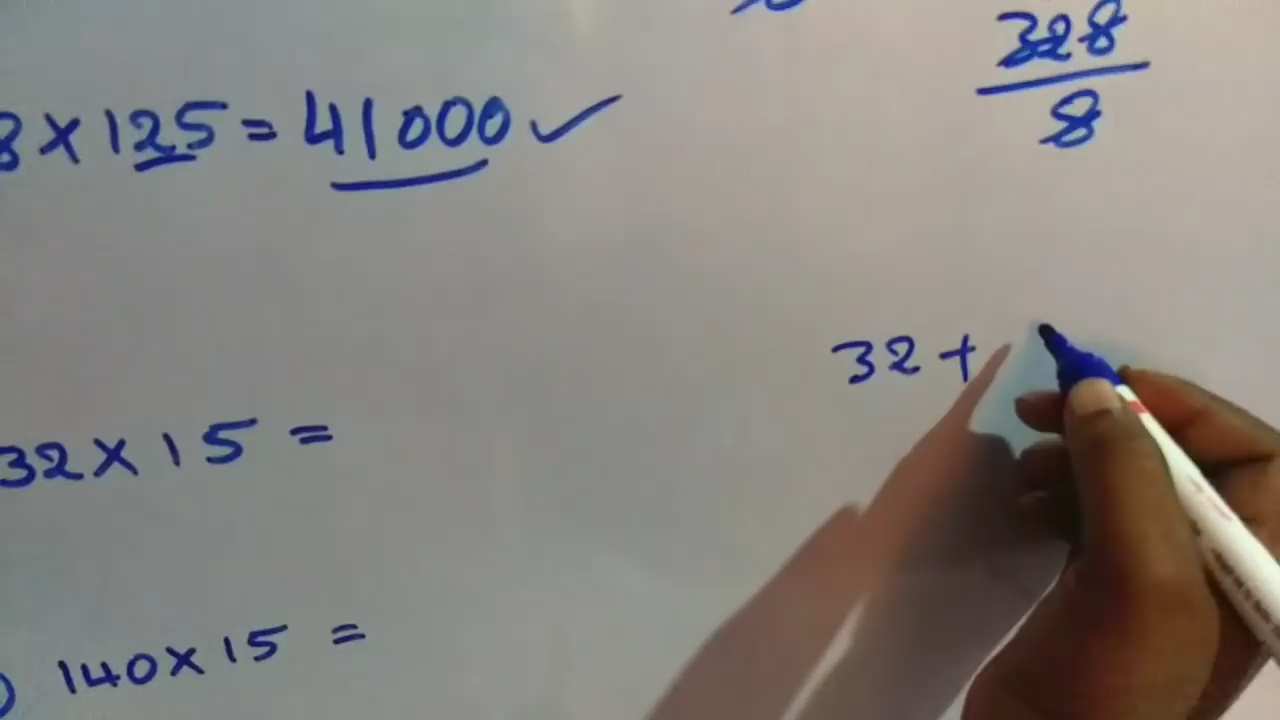 328
8
8 × 125 = 41000 ✓
32 +
32 × 15 =
) 140 × 15 =